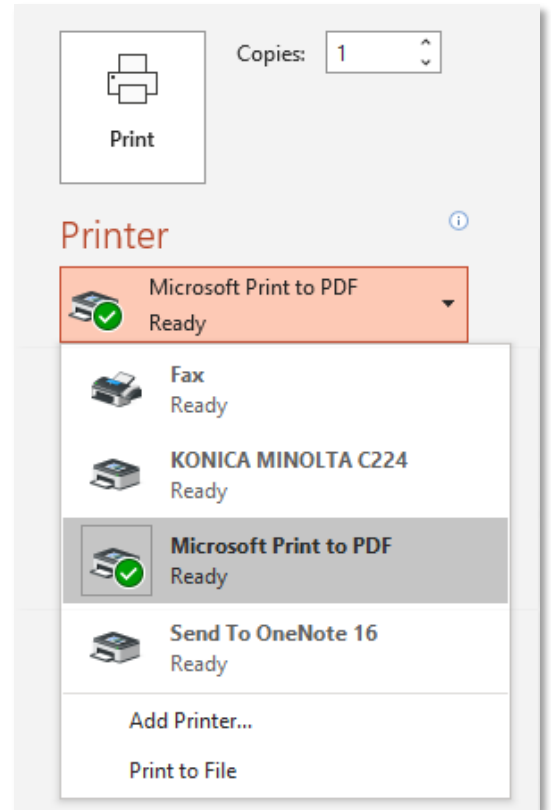 Copies: 1
Print
Printer
Microsoft Print to PDF
Ready
Fax
Ready
KONICA MINOLTA C224
Ready
Microsoft Print to PDF
Ready
Send To OneNote 16
Ready
Add Printer...
Print to File